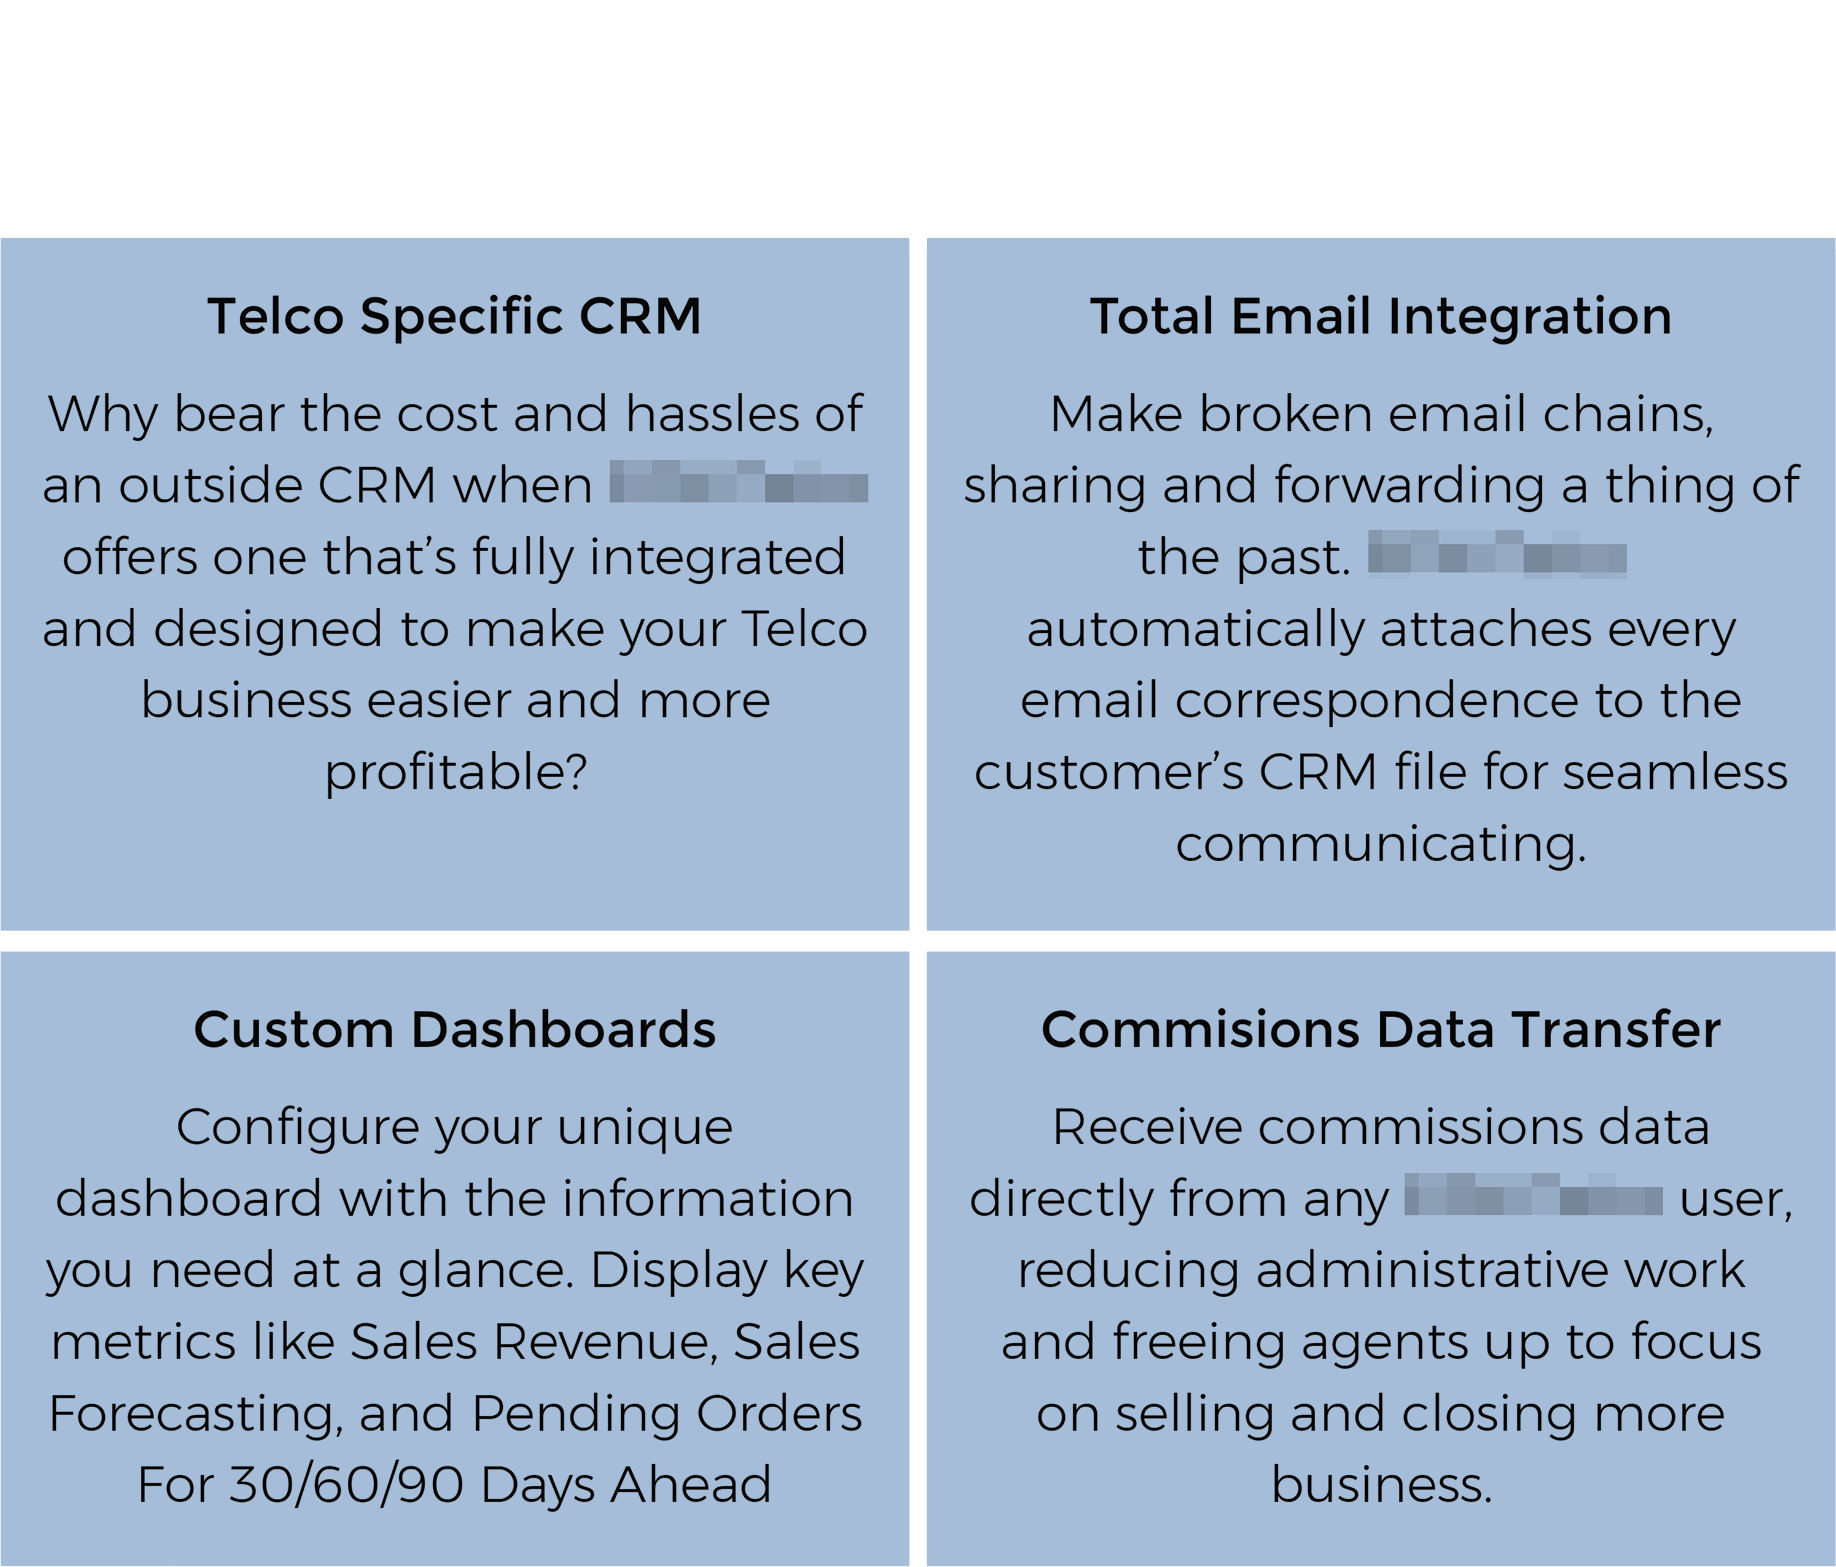 Telco Specific CRM
Why bear the cost and hassles of
an outside CRM when
offers one that’s fully integrated
and designed to make your Telco
business easier and more
profitable?
Total Email Integration
Make broken email chains,
sharing and forwarding a thing of
the past.
automatically attaches every
email correspondence to the
customer’s CRM file for seamless
communicating.
Custom Dashboards
Configure your unique
dashboard with the information
you need at a glance. Display key
metrics like Sales Revenue, Sales
Forecasting, and Pending Orders
For 30/60/90 Days Ahead
Commisions Data Transfer
Receive commissions data
directly from any user,
reducing administrative work
and freeing agents up to focus
on selling and closing more
business.